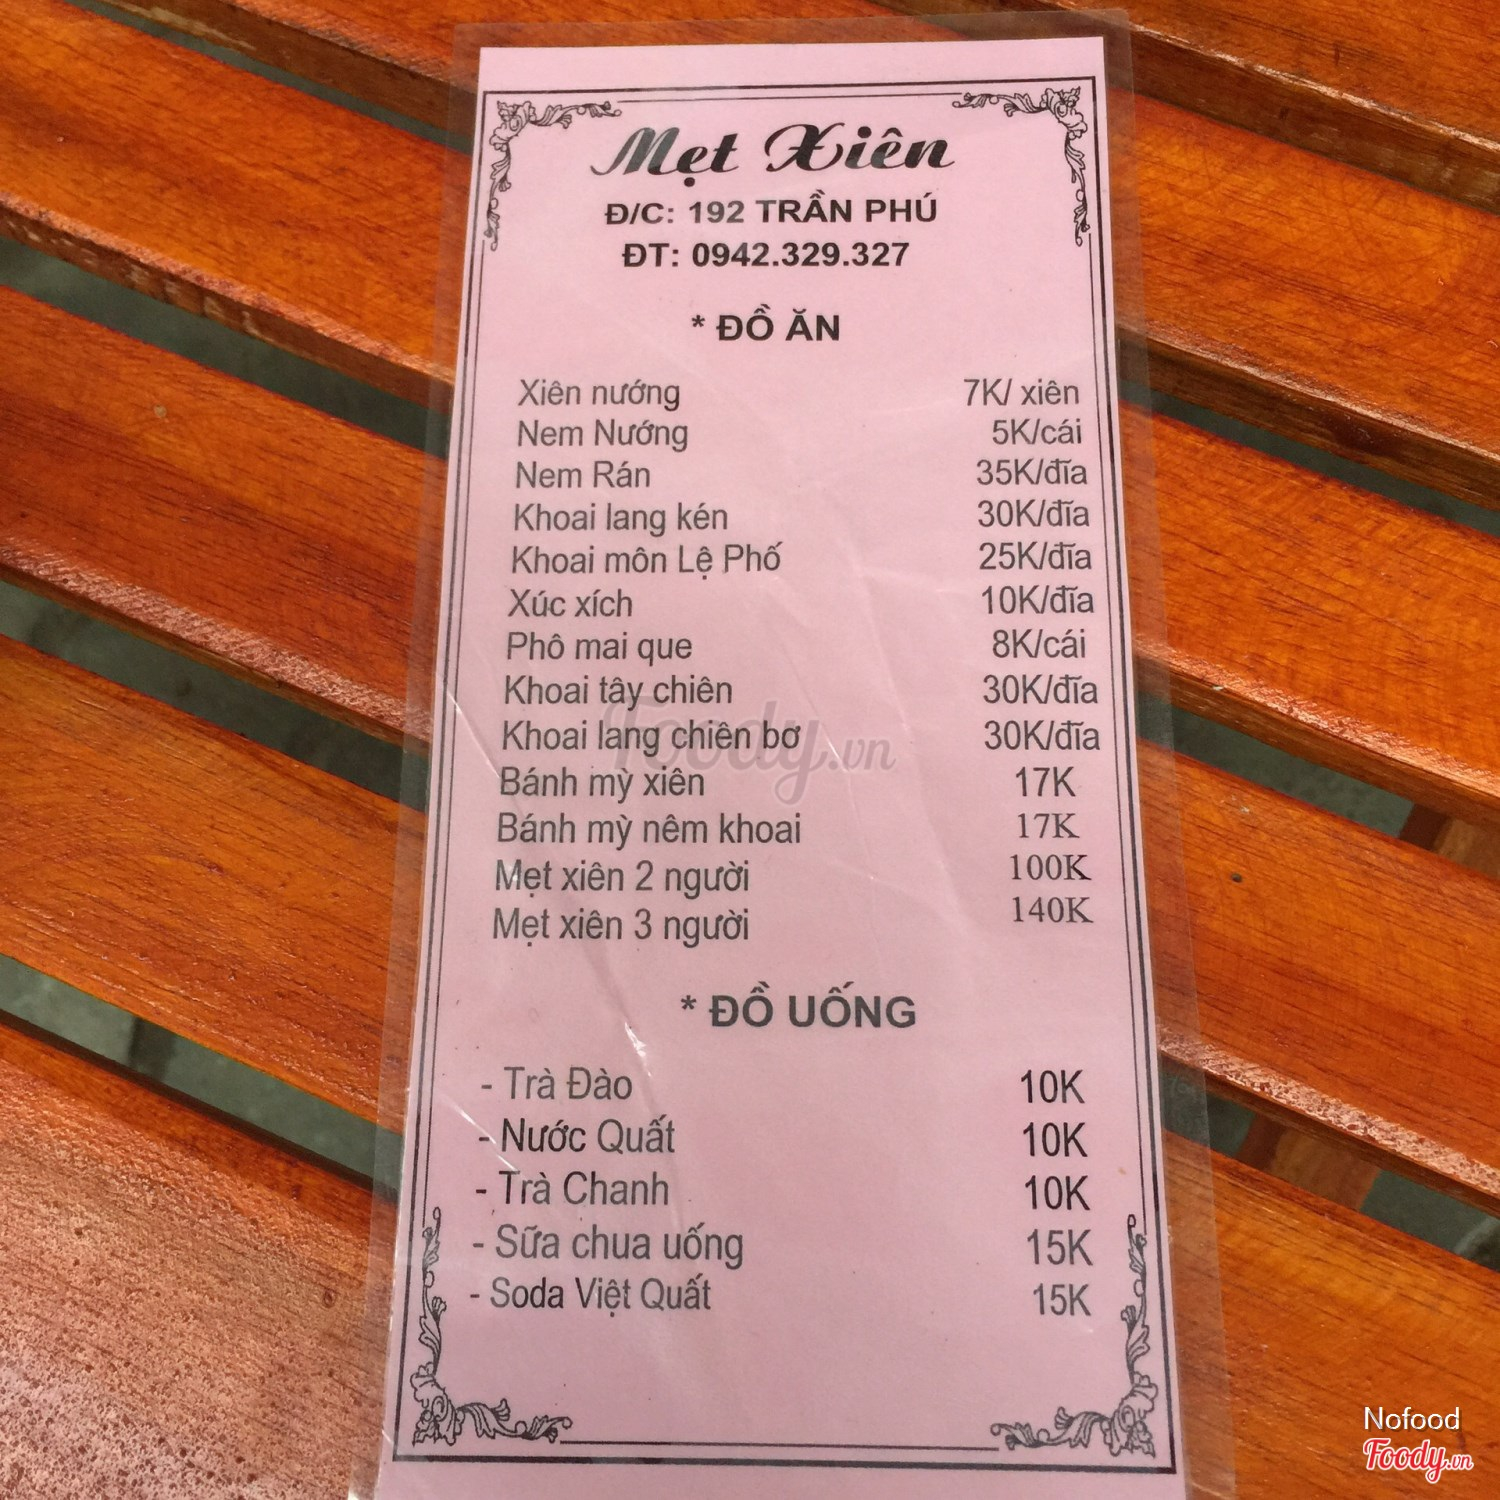 Mẹt Xiên
Đ/C: 192 TRẦN PHÚ
ĐT: 0942.329.327
* ĐỒ ĂN
Xiên nướng 7K/ xiên
Nem Nướng 5K/cái
Nem Rán 35K/đĩa
Khoai lang kén 30K/đĩa
Khoai môn Lệ Phố 25K/đĩa
Xúc xích 10K/đĩa
Phô mai que 8K/cái
Khoai tây chiên 30K/đĩa
Khoai lang chiên bơ 30K/đĩa
Foody.vn
Bánh mỳ xiên 17K
Bánh mỳ nêm khoai 17K
Mẹt xiên 2 người 100K
Mẹt xiên 3 người 140K
* ĐỒ UỐNG
- Trà Đào 10K
- Nước Quất 10K
- Trà Chanh 10K
- Sữa chua uống 15K
- Soda Việt Quất 15K
Nofood
Foody.vn